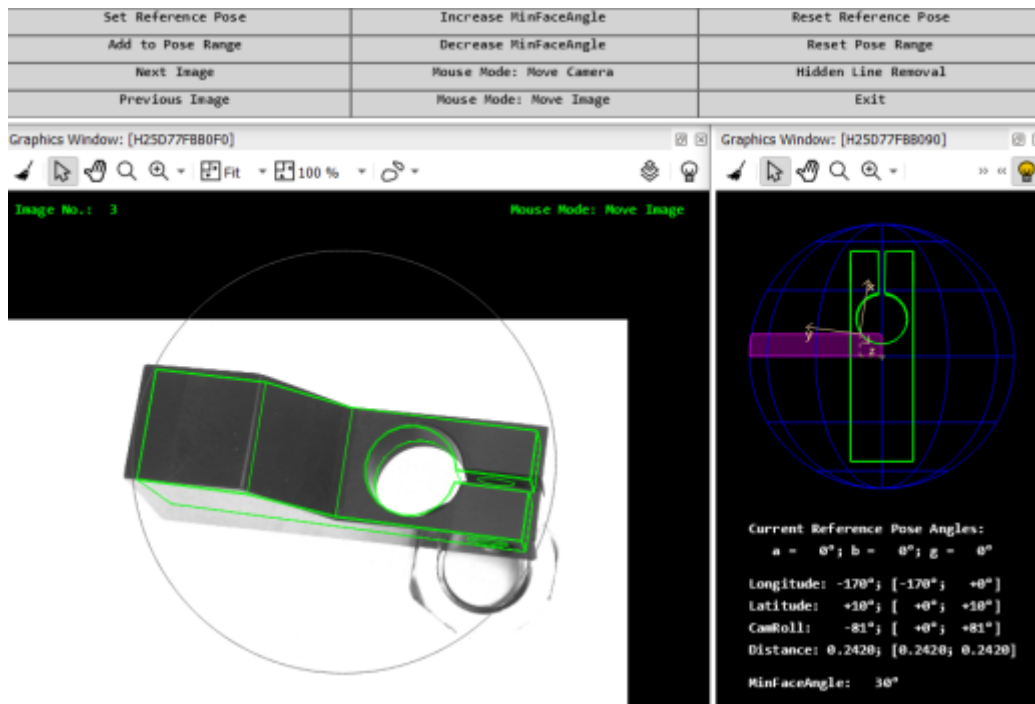 Set Reference Pose Increase MinFaceAngle Reset Reference Pose
Add to Pose Range Decrease MinFaceAngle Reset Pose Range
Next Image Mouse Mode: Move Camera Hidden Line Removal
Previous Image Mouse Mode: Move Image Exit
Graphics Window: [H25D77FBB0F0] Graphics Window: [H25D77FBB090]
Fit 100 %
Image No.: 3 Mouse Mode: Move Image
x
y
z
Current Reference Pose Angles:
a = 0°; b = 0°; g = 0°
Longitude: -170°; [-170°; +0°]
Latitude: +10°; [ +0°; +10°]
CamRoll: -81°; [ +0°; +81°]
Distance: 0.2420; [0.2420; 0.2420]
MinFaceAngle: 30°